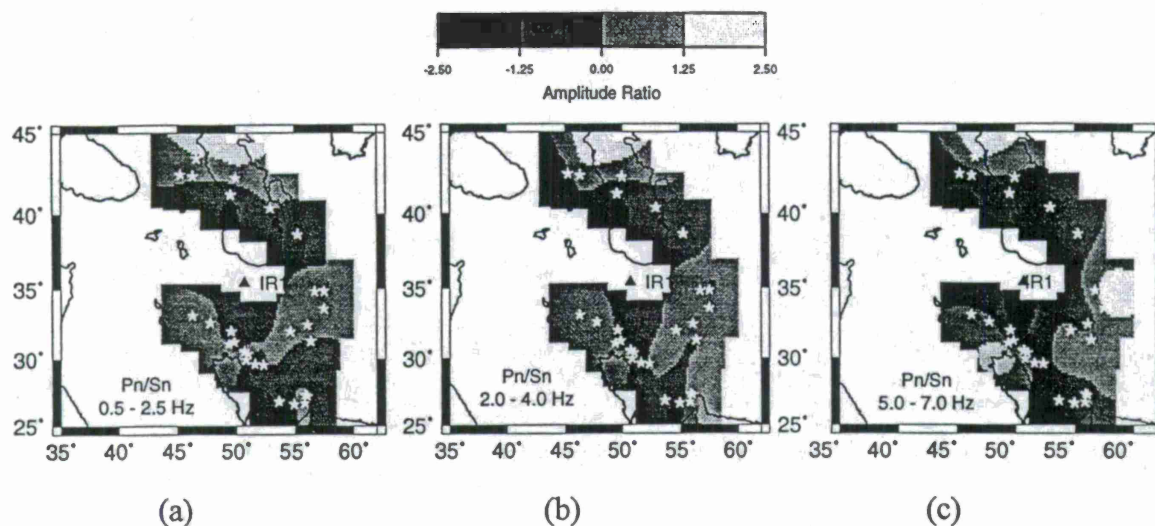 -2.50 -1.25 0.00 1.25 2.50
Amplitude Ratio
45°
40°
35°
30°
25°
35° 40° 45° 50° 55° 60°
IR1
Pn/Sn
0.5 - 2.5 Hz
(a)
45°
40°
35°
30°
25°
35° 40° 45° 50° 55° 60°
IR1
Pn/Sn
2.0 - 4.0 Hz
(b)
45°
40°
35°
30°
25°
35° 40° 45° 50° 55° 60°
IR1
Pn/Sn
5.0 - 7.0 Hz
(c)